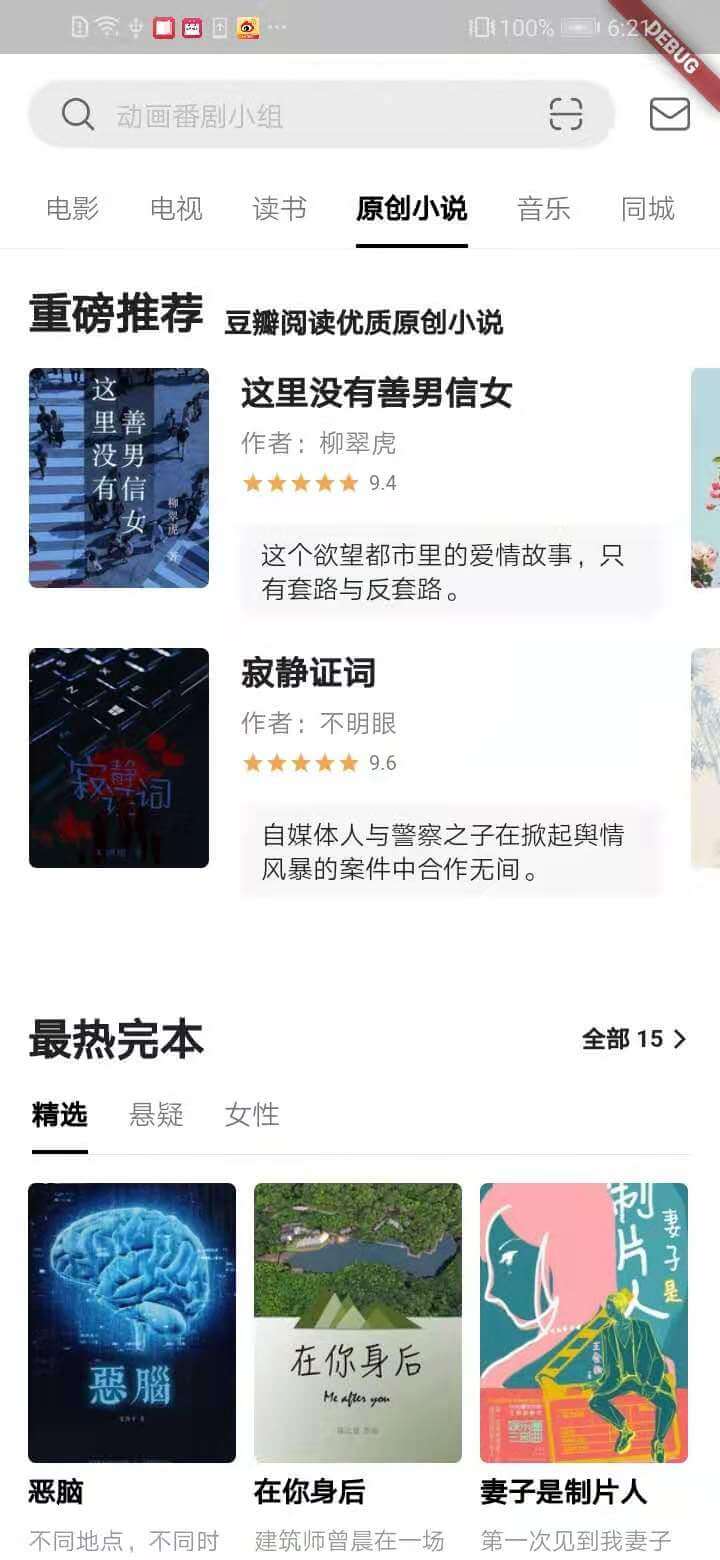 100% 6:21
DEBUG
动画番剧小组
电影 电视 读书 原创小说 音乐 同城
重磅推荐 豆瓣阅读优质原创小说
这里没有
善男信女
柳翠虎 著
这里没有善男信女
作者：柳翠虎
9.4
这个欲望都市里的爱情故事，只
有套路与反套路。
寂静证词
寂静证词
作者：不明眼
9.6
自媒体人与警察之子在掀起舆情
风暴的案件中合作无间。
最热完本 全部 15
精选 悬疑 女性
惡腦
在你身后
Me after you
妻子是
制片人
恶脑 在你身后 妻子是制片人
不同地点，不同时 建筑师曾晨在一场 第一次见到我妻子